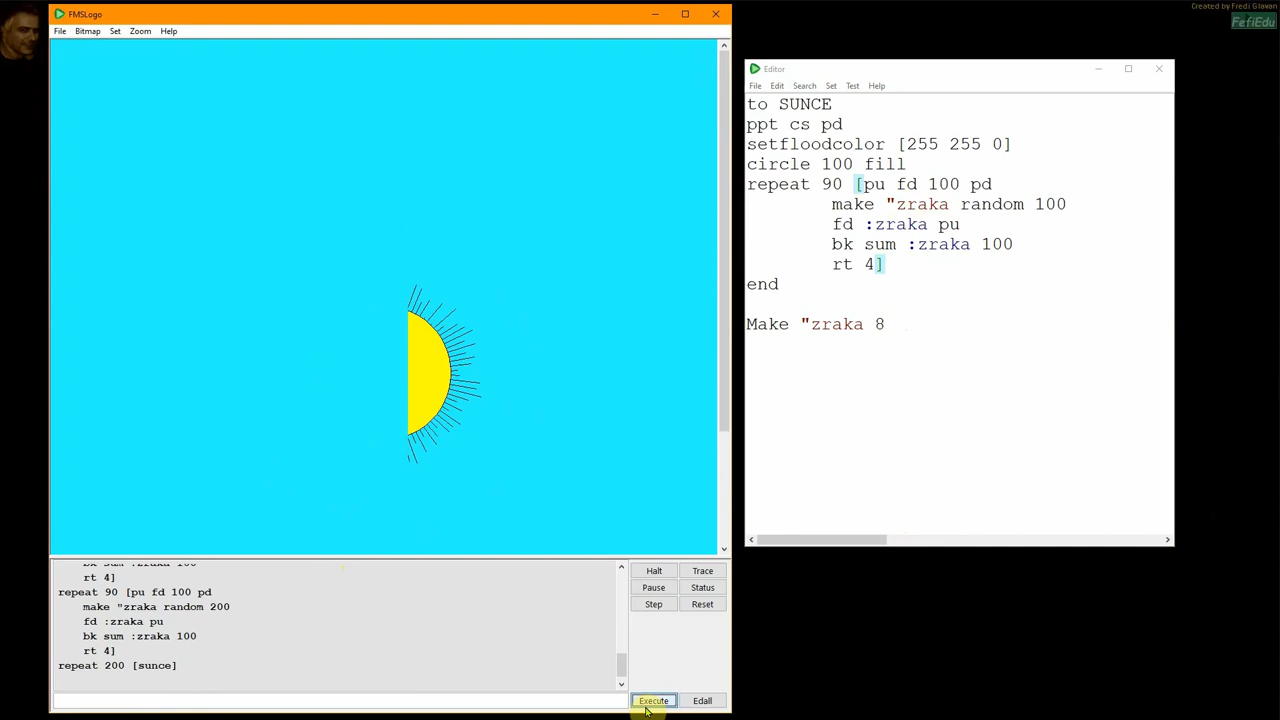 FMSLogo
File Bitmap Set Zoom Help
Created by Fredi Glavan
FefiEdu
Editor
File Edit Search Set Test Help
to SUNCE
ppt cs pd
setfloodcolor [255 255 0]
circle 100 fill
repeat 90 [pu fd 100 pd
make "zraka random 100
fd :zraka pu
bk sum :zraka 100
rt 4]
end
Make "zraka 8
bk sum :zraka 100
rt 4]
repeat 90 [pu fd 100 pd
make "zraka random 200
fd :zraka pu
bk sum :zraka 100
rt 4]
repeat 200 [sunce]
Halt Trace
Pause Status
Step Reset
Execute Edall